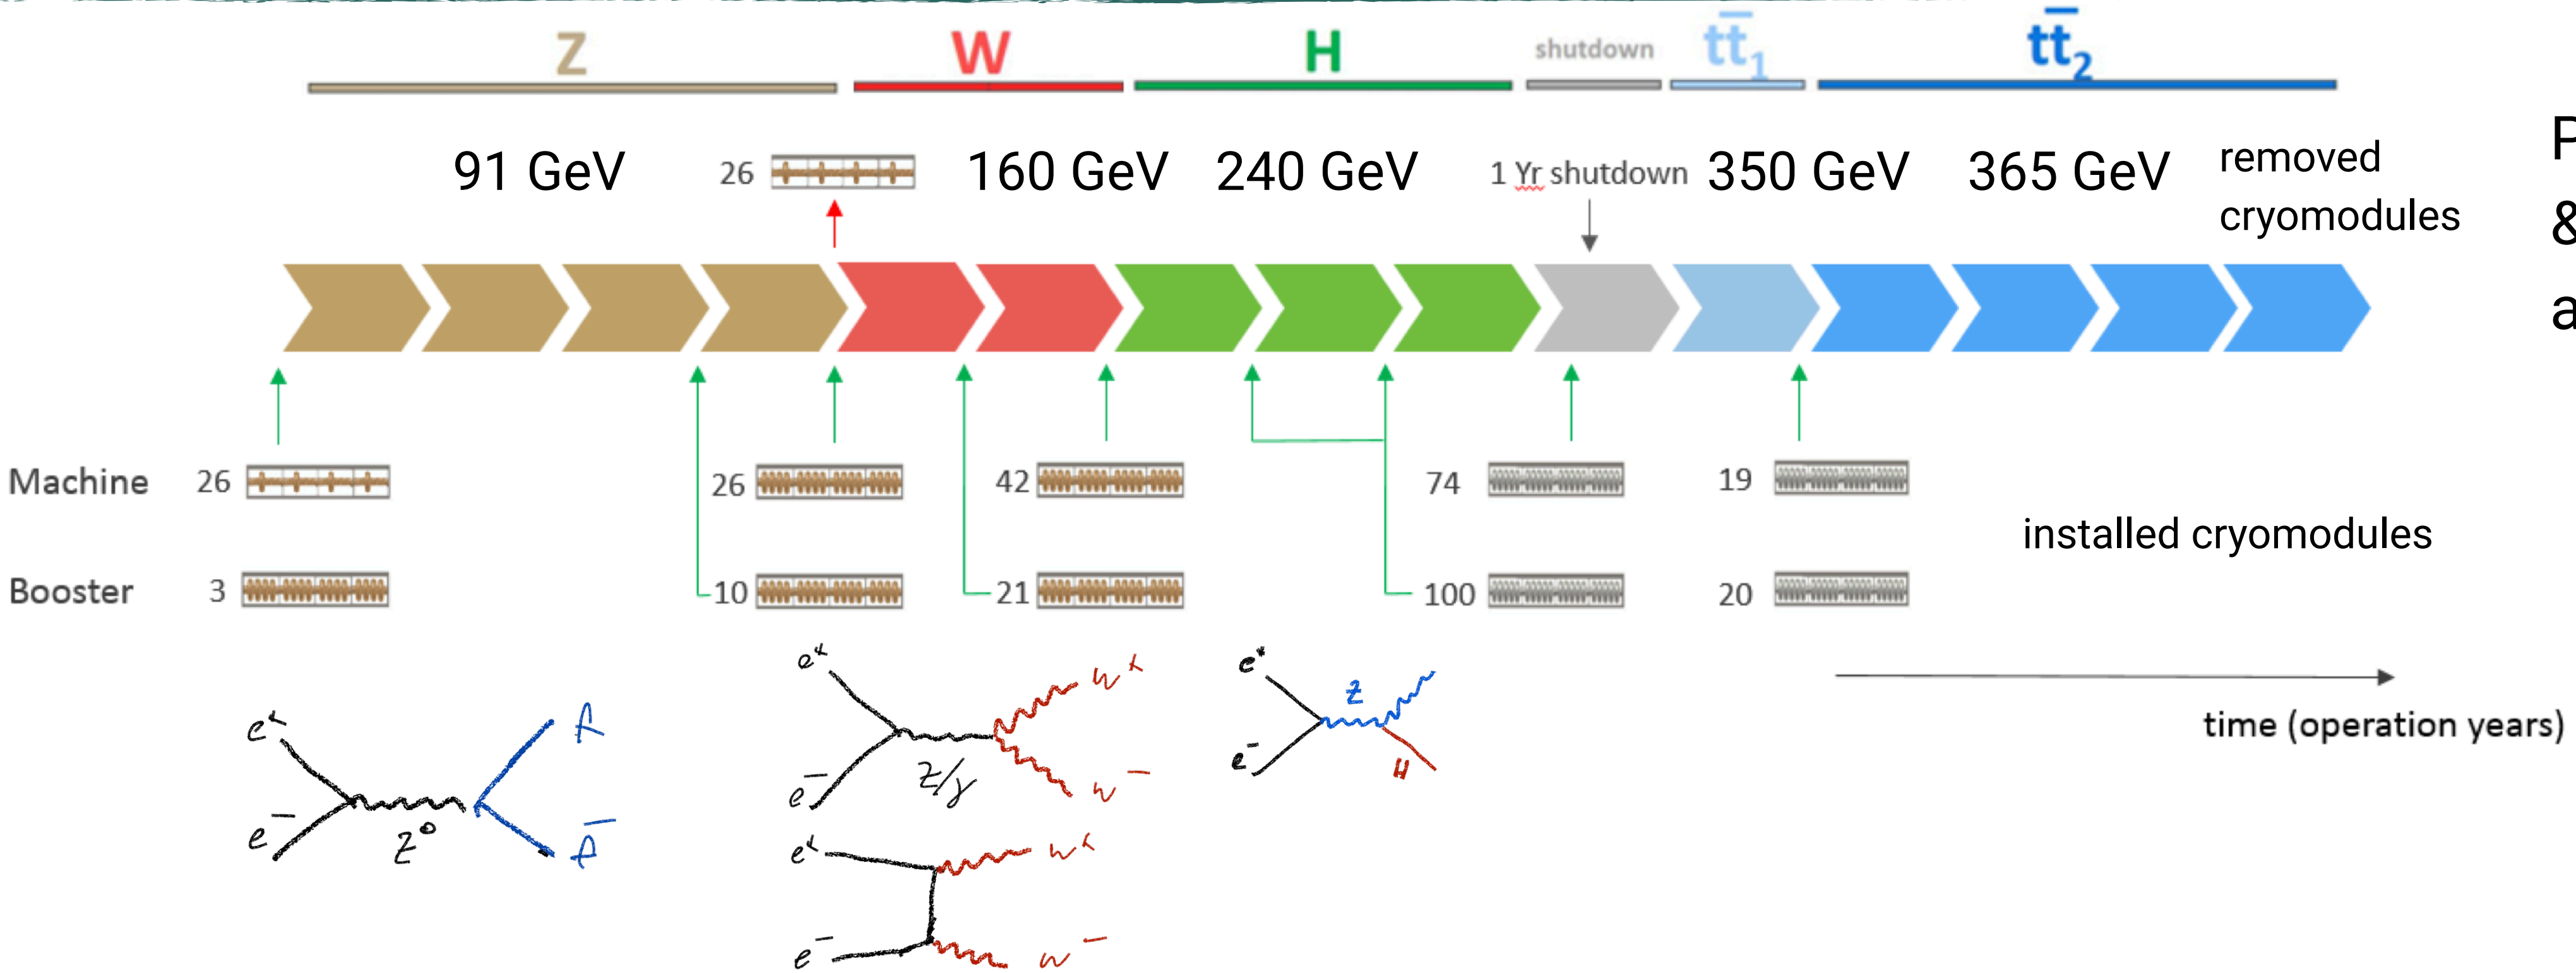 Z
W
H
shutdown
tt̄₁
tt̄₂
91 GeV
26
160 GeV
240 GeV
1 Yr shutdown
350 GeV
365 GeV
removed
cryomodules
P
&
a
Machine
26
26
42
74
19
installed cryomodules
Booster
3
10
21
100
20
time (operation years)
e⁺
e⁻
Z⁰
f
f̄
e⁺
e⁻
Z/γ
W⁺
W⁻
e⁺
e⁻
W⁺
W⁻
e⁺
e⁻
Z
H